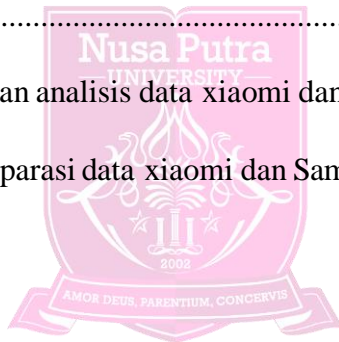 ........................................
Nusa Putra
UNIVERSITY
an analisis data xiaomi dan
parasi data xiaomi dan Sam
2002
AMOR DEUS, PARENTIUM, CONCERVIS